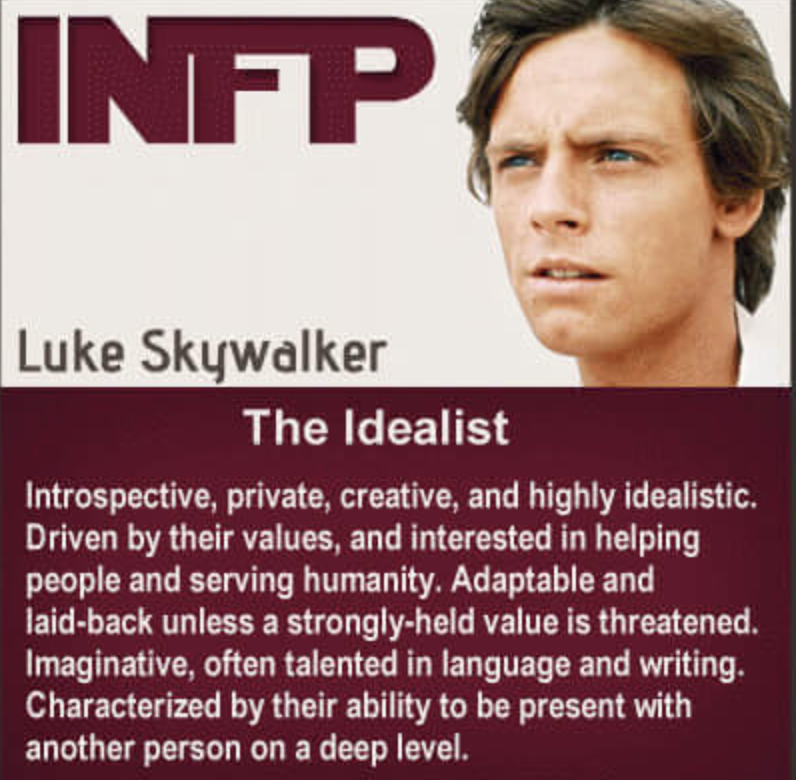 INFP
Luke Skywalker
The Idealist
Introspective, private, creative, and highly idealistic.
Driven by their values, and interested in helping
people and serving humanity. Adaptable and
laid-back unless a strongly-held value is threatened.
Imaginative, often talented in language and writing.
Characterized by their ability to be present with
another person on a deep level.